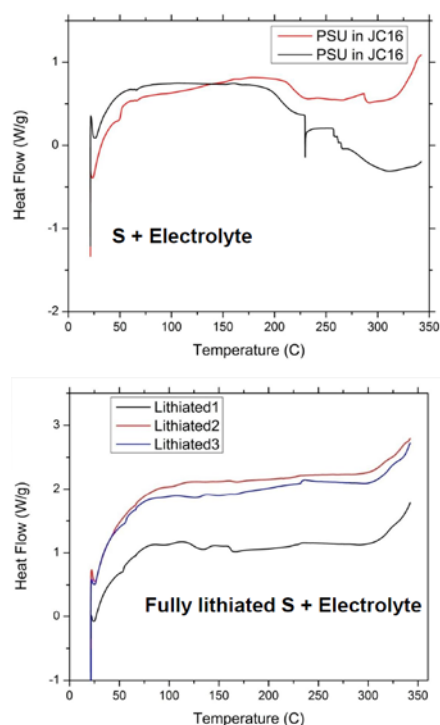 PSU in JC16
PSU in JC16
1
0
-1
-2
Heat Flow (W/g)
S + Electrolyte
0 50 100 150 200 250 300 350 400
Temperature (C)
Lithiated1
Lithiated2
Lithiated3
3
2
1
0
-1
Heat Flow (W/g)
Fully lithiated S + Electrolyte
0 50 100 150 200 250 300 350 400
Temperature (C)